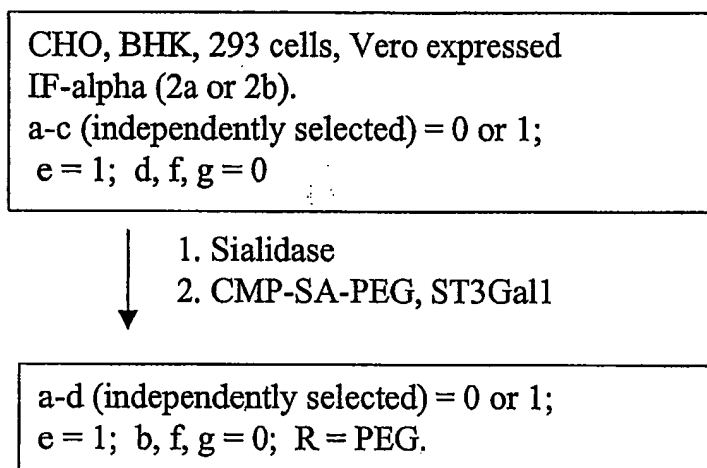 CHO, BHK, 293 cells, Vero expressed
IF-alpha (2a or 2b).
a-c (independently selected) = 0 or 1;
e = 1; d, f, g = 0
1. Sialidase
2. CMP-SA-PEG, ST3Gal1
a-d (independently selected) = 0 or 1;
e = 1; b, f, g = 0; R = PEG.